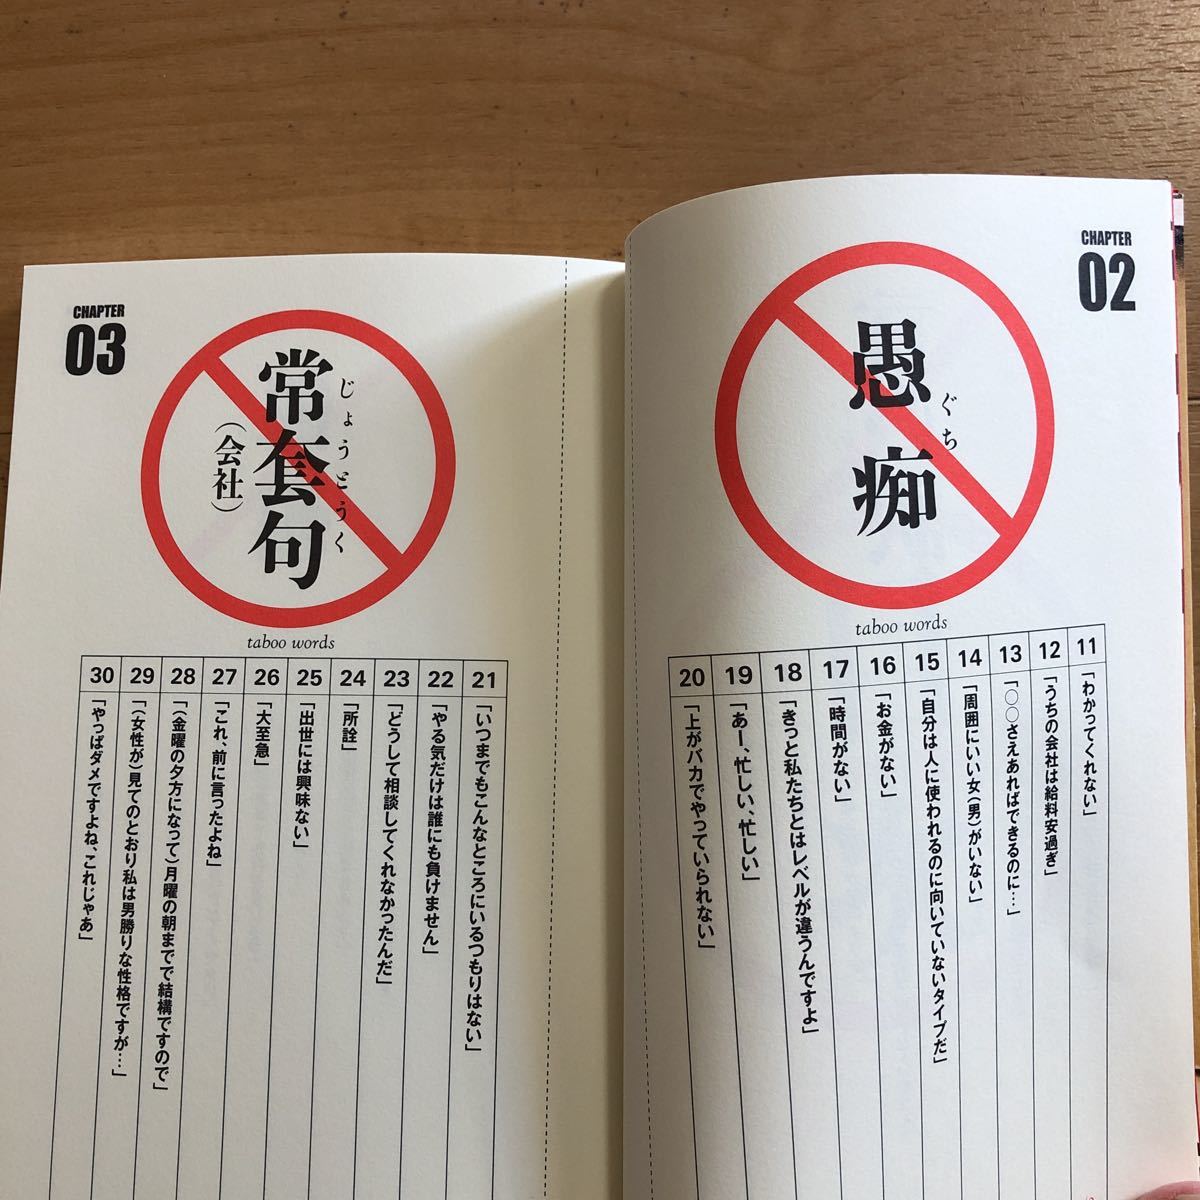 CHAPTER
02
愚痴
ぐち
taboo words
11
「わかってくれない」
12
「うちの会社は給料安過ぎ」
13
「○○さえあればできるのに…」
14
「周囲にいい女(男)がいない」
15
「自分は人に使われるのに向いていないタイプだ」
16
「お金がない」
17
「時間がない」
18
「きっと私たちとはレベルが違うんですよ」
19
「あー、忙しい、忙しい」
20
「上がバカでやっていられない」
CHAPTER
03
常套句
じょうとうく
(会社)
taboo words
21
「いつまでもこんなところにいるつもりはない」
22
「やる気だけは誰にも負けません」
23
「どうして相談してくれなかったんだ」
24
「所詮」
25
「出世には興味ない」
26
「大至急」
27
「これ、前に言ったよね」
28
「(金曜の夕方になって)月曜の朝までで結構ですので」
29
「(女性が)見てのとおり私は男勝りな性格ですが…」
30
「やっぱダメですよね、これじゃあ」